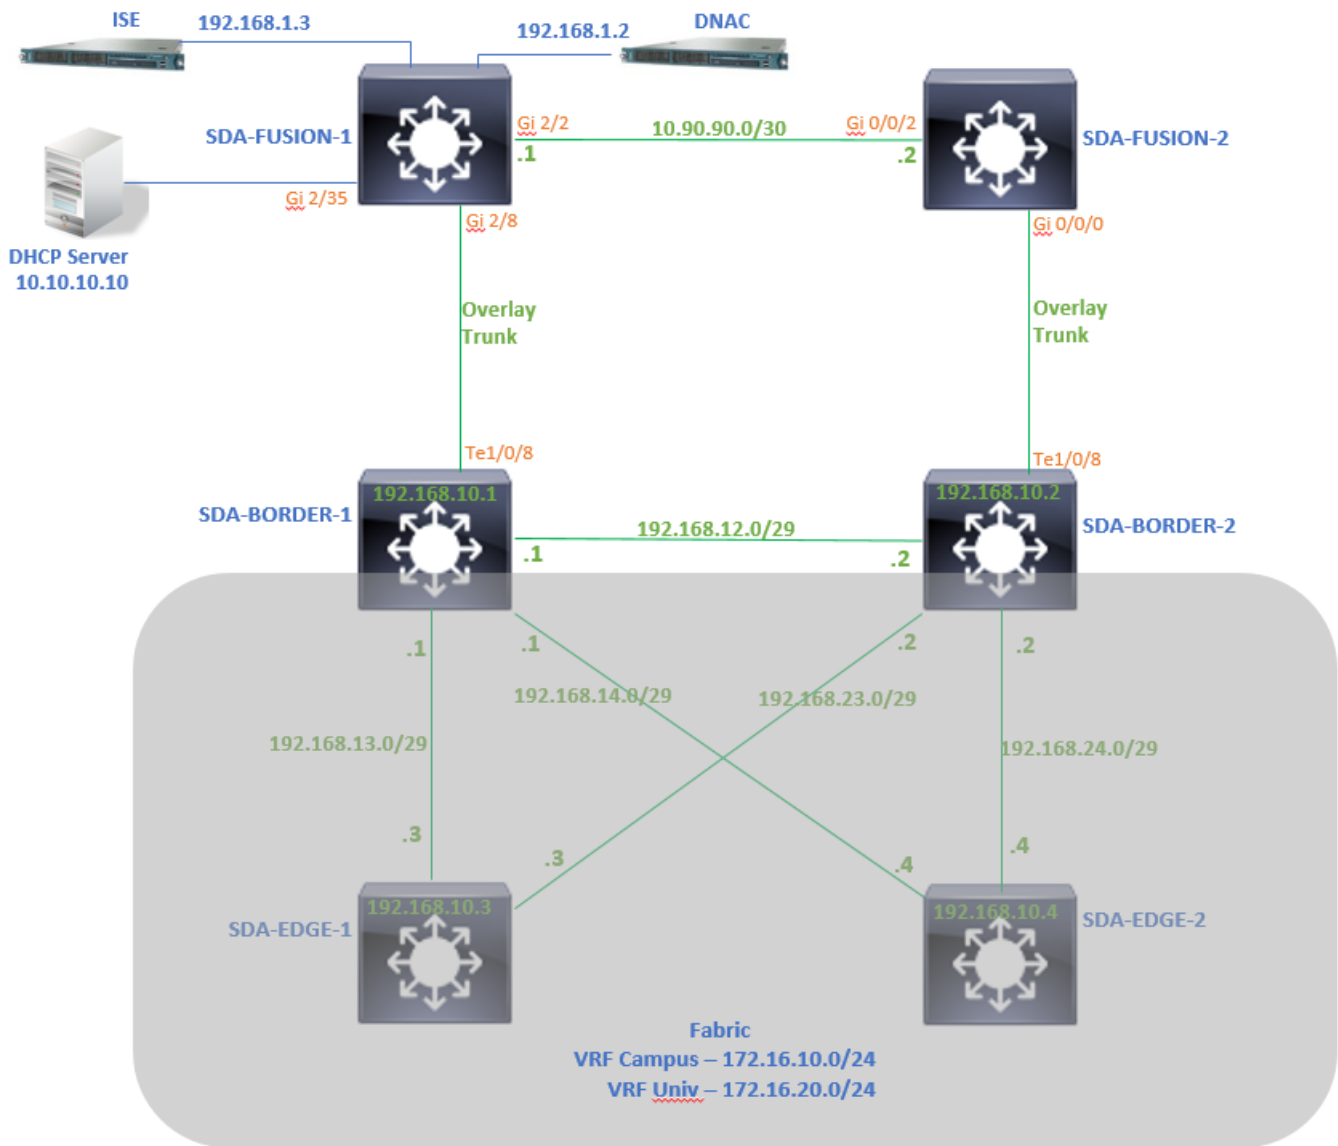 ISE
192.168.1.3
DNAC
192.168.1.2
SDA-FUSION-1
Gi 2/2
10.90.90.0/30
Gi 0/0/2
SDA-FUSION-2
.1
.2
Gi 2/35
Gi 2/8
Gi 0/0/0
DHCP Server
10.10.10.10
Overlay
Trunk
Overlay
Trunk
Te1/0/8
Te1/0/8
192.168.10.1
192.168.10.2
SDA-BORDER-1
192.168.12.0/29
SDA-BORDER-2
.1
.2
.1
.1
.2
.2
192.168.14.0/29
192.168.23.0/29
192.168.13.0/29
192.168.24.0/29
.3
.3
.4
.4
192.168.10.3
192.168.10.4
SDA-EDGE-1
SDA-EDGE-2
Fabric
VRF Campus – 172.16.10.0/24
VRF Univ – 172.16.20.0/24